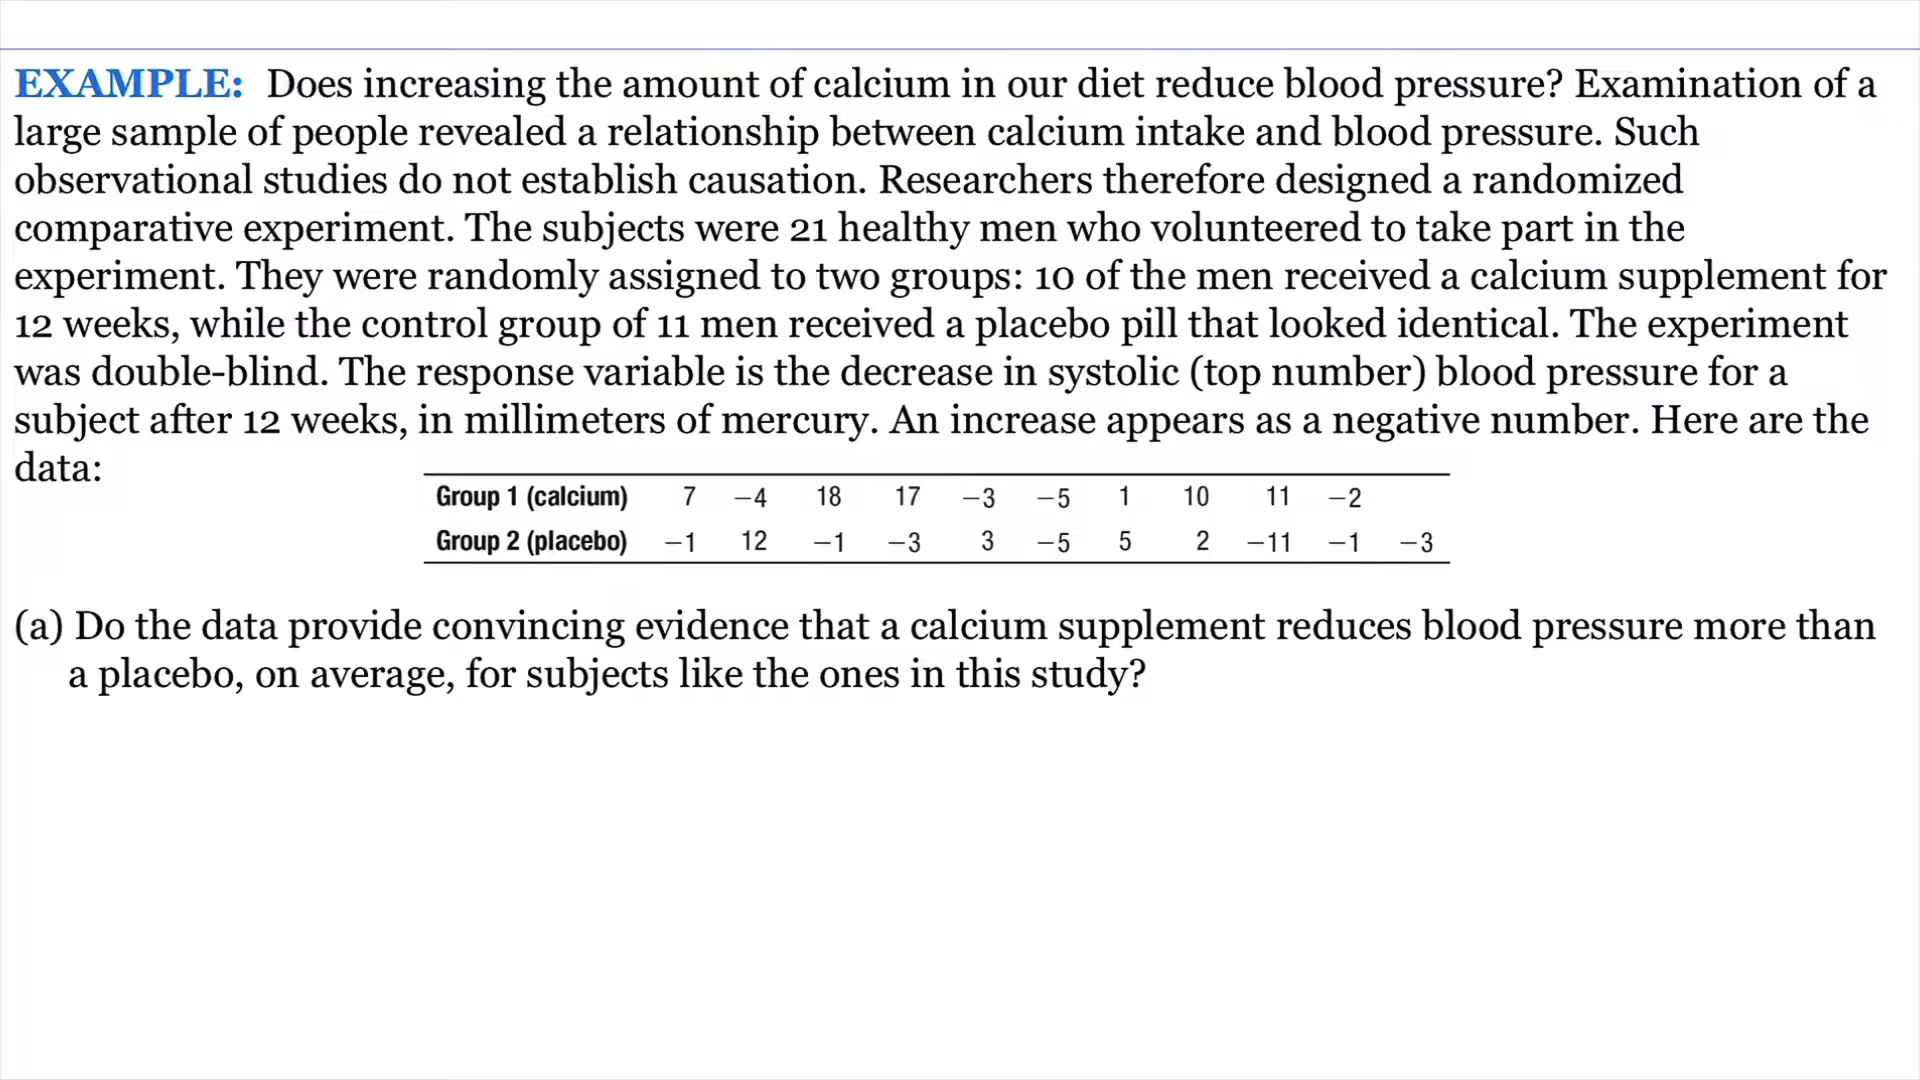 EXAMPLE: Does increasing the amount of calcium in our diet reduce blood pressure? Examination of a
large sample of people revealed a relationship between calcium intake and blood pressure. Such
observational studies do not establish causation. Researchers therefore designed a randomized
comparative experiment. The subjects were 21 healthy men who volunteered to take part in the
experiment. They were randomly assigned to two groups: 10 of the men received a calcium supplement for
12 weeks, while the control group of 11 men received a placebo pill that looked identical. The experiment
was double-blind. The response variable is the decrease in systolic (top number) blood pressure for a
subject after 12 weeks, in millimeters of mercury. An increase appears as a negative number. Here are the
data:
Group 1 (calcium) 7 −4 18 17 −3 −5 1 10 11 −2
Group 2 (placebo) −1 12 −1 −3 3 −5 5 2 −11 −1 −3
(a) Do the data provide convincing evidence that a calcium supplement reduces blood pressure more than
a placebo, on average, for subjects like the ones in this study?